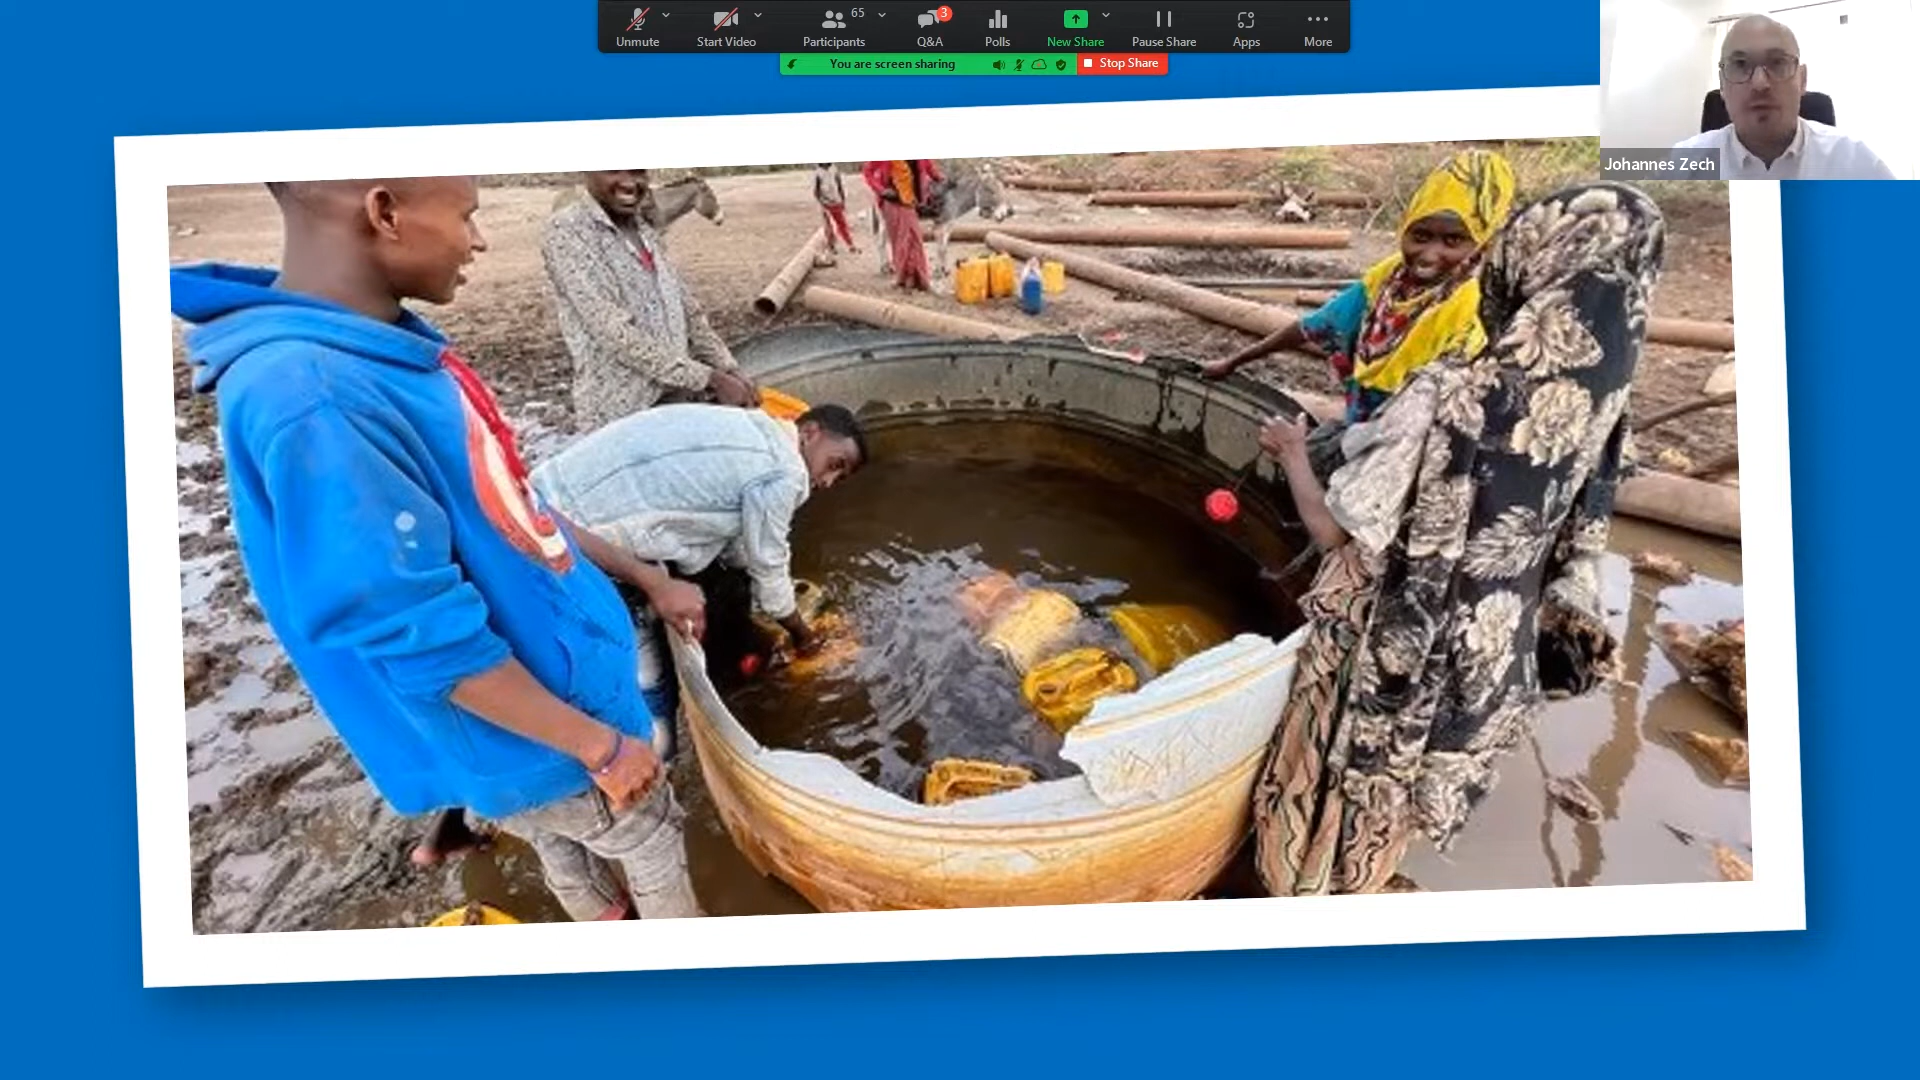 65
3
Unmute
Start Video
Participants
Q&A
Polls
New Share
Pause Share
Apps
More
You are screen sharing
Stop Share
Johannes Zech